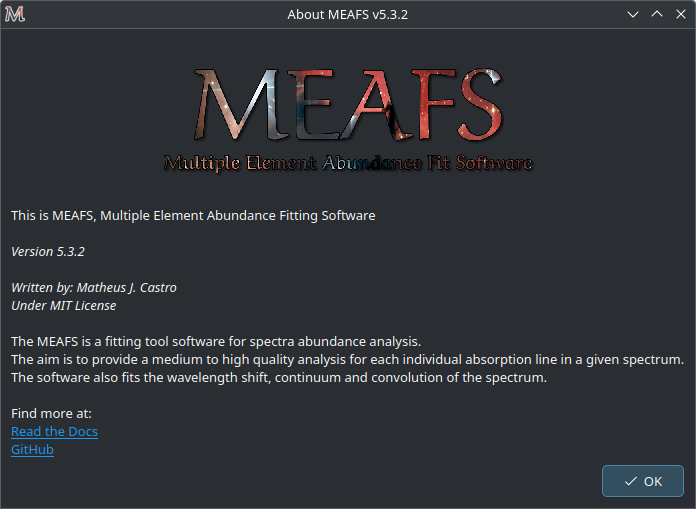 About MEAFS v5.3.2
MEAFS
Multiple Element Abundance Fit Software
This is MEAFS, Multiple Element Abundance Fitting Software
Version 5.3.2
Written by: Matheus J. Castro
Under MIT License
The MEAFS is a fitting tool software for spectra abundance analysis.
The aim is to provide a medium to high quality analysis for each individual absorption line in a given spectrum.
The software also fits the wavelength shift, continuum and convolution of the spectrum.
Find more at:
Read the Docs
GitHub
OK